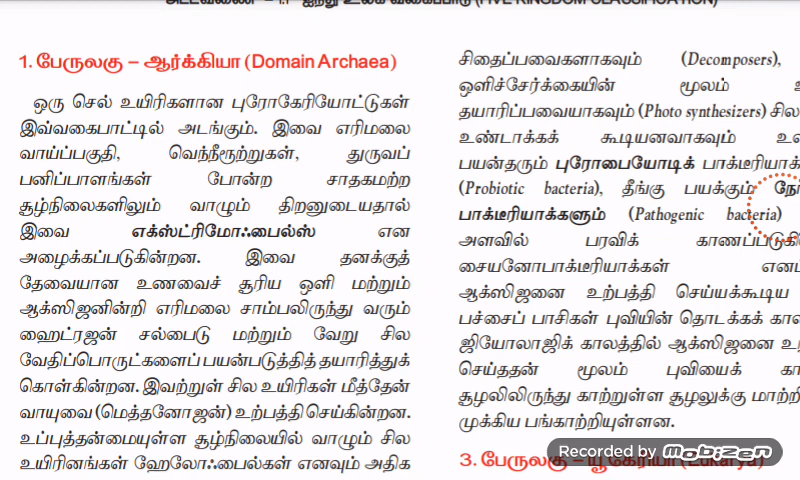 (FIVE KINGDOM CLASSIFICATION)
1. பேருலகு – ஆர்க்கியா (Domain Archaea)
ஒரு செல் உயிரிகளான புரோகேரியோட்டுகள்
இவ்வகைபாட்டில் அடங்கும். இவை எரிமலை
வாய்ப்பகுதி, வெந்நீரூற்றுகள், துருவப்
பனிப்பாளங்கள் போன்ற சாதகமற்ற
சூழ்நிலைகளிலும் வாழும் திறனுடையதால்
இவை எக்ஸ்ட்ரிமோஃபைல்ஸ் என
அழைக்கப்படுகின்றன. இவை தனக்குத்
தேவையான உணவைச் சூரிய ஒளி மற்றும்
ஆக்ஸிஜனின்றி எரிமலை சாம்பலிருந்து வரும்
ஹைட்ரஜன் சல்பைடு மற்றும் வேறு சில
வேதிப்பொருட்களைப் பயன்படுத்தித் தயாரித்துக்
கொள்கின்றன. இவற்றுள் சில உயிரிகள் மீத்தேன்
வாயுவை (மெத்தனோஜன்) உற்பத்தி செய்கின்றன.
உப்புத்தன்மையுள்ள சூழ்நிலையில் வாழும் சில
உயிரினங்கள் ஹேலோஃபைல்கள் எனவும் அதிக
சிதைப்பவைகளாகவும் (Decomposers),
ஒளிச்சேர்க்கையின் மூலம்
தயாரிப்பவையாகவும் (Photo synthesizers) சில
உண்டாக்கக் கூடியனவாகவும்
பயன்தரும் புரோபையோடிக்
(Probiotic bacteria), தீங்கு பயக்கும்
பாக்டீரியாக்களும் (Pathogenic bacteria)
அளவில் பரவிக்
சையனோபாக்டீரியாக்கள்
ஆக்ஸிஜனை உற்பத்தி செய்யக்கூடிய
பச்சைப் பாசிகள் புவியின் தொடக்கக்
ஜியோலாஜிக் காலத்தில் ஆக்ஸிஜனை
செய்ததன் மூலம் புவியைக்
சூழலிலிருந்து காற்றுள்ள சூழலுக்கு
முக்கிய பங்காற்றியுள்ளன.
3. பேருலகு – யூகேரியா (Eukarya)
Recorded by MOBIZEN